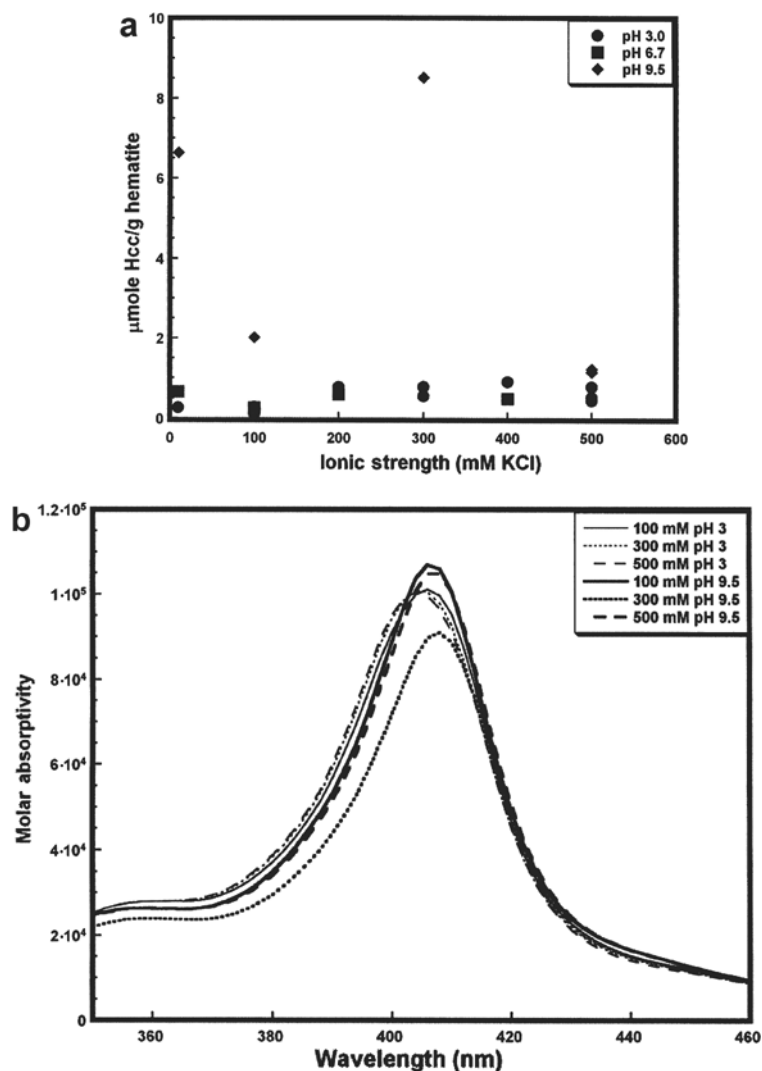 a
10
8
6
4
2
0
μmole Hcc/g hematite
pH 3.0
pH 6.7
pH 9.5
0 100 200 300 400 500 600
Ionic strength (mM KCl)
b
1.2·10⁵
1·10⁵
8·10⁴
6·10⁴
4·10⁴
2·10⁴
0
Molar absorptivity
100 mM pH 3
300 mM pH 3
500 mM pH 3
100 mM pH 9.5
300 mM pH 9.5
500 mM pH 9.5
360 380 400 420 440 460
Wavelength (nm)